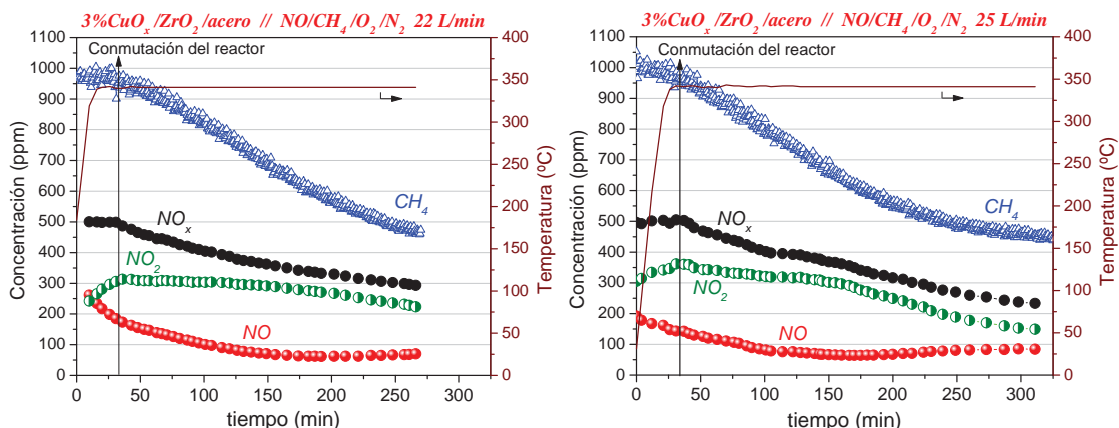 3%CuOx/ZrO2/acero // NO/CH4/O2/N2 22 L/min
Conmutación del reactor
Concentración (ppm)
1100
1000
900
800
700
600
500
400
300
200
100
0
CH4
NOx
NO2
NO
400
350
300
250
200
150
100
50
0
Temperatura (ºC)
0 50 100 150 200 250 300
tiempo (min)
3%CuOx/ZrO2/acero // NO/CH4/O2/N2 25 L/min
Conmutación del reactor
Concentración (ppm)
1100
1000
900
800
700
600
500
400
300
200
100
0
CH4
NOx
NO2
NO
400
350
300
250
200
150
100
50
0
Temperatura (ºC)
0 50 100 150 200 250 300
tiempo (min)